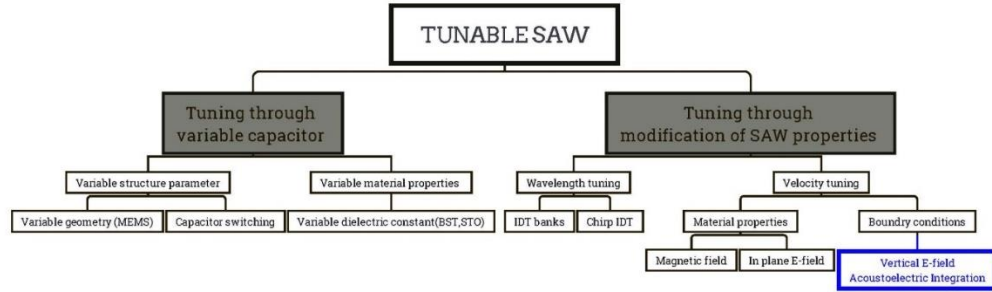 TUNABLE SAW
Tuning through
variable capacitor
Tuning through
modification of SAW properties
Variable structure parameter
Variable material properties
Wavelength tuning
Velocity tuning
Variable geometry (MEMS)
Capacitor switching
Variable dielectric constant(BST,STO)
IDT banks
Chirp IDT
Material properties
Boundry conditions
Magnetic field
In plane E-field
Vertical E-field
Acoustoelectric Integration